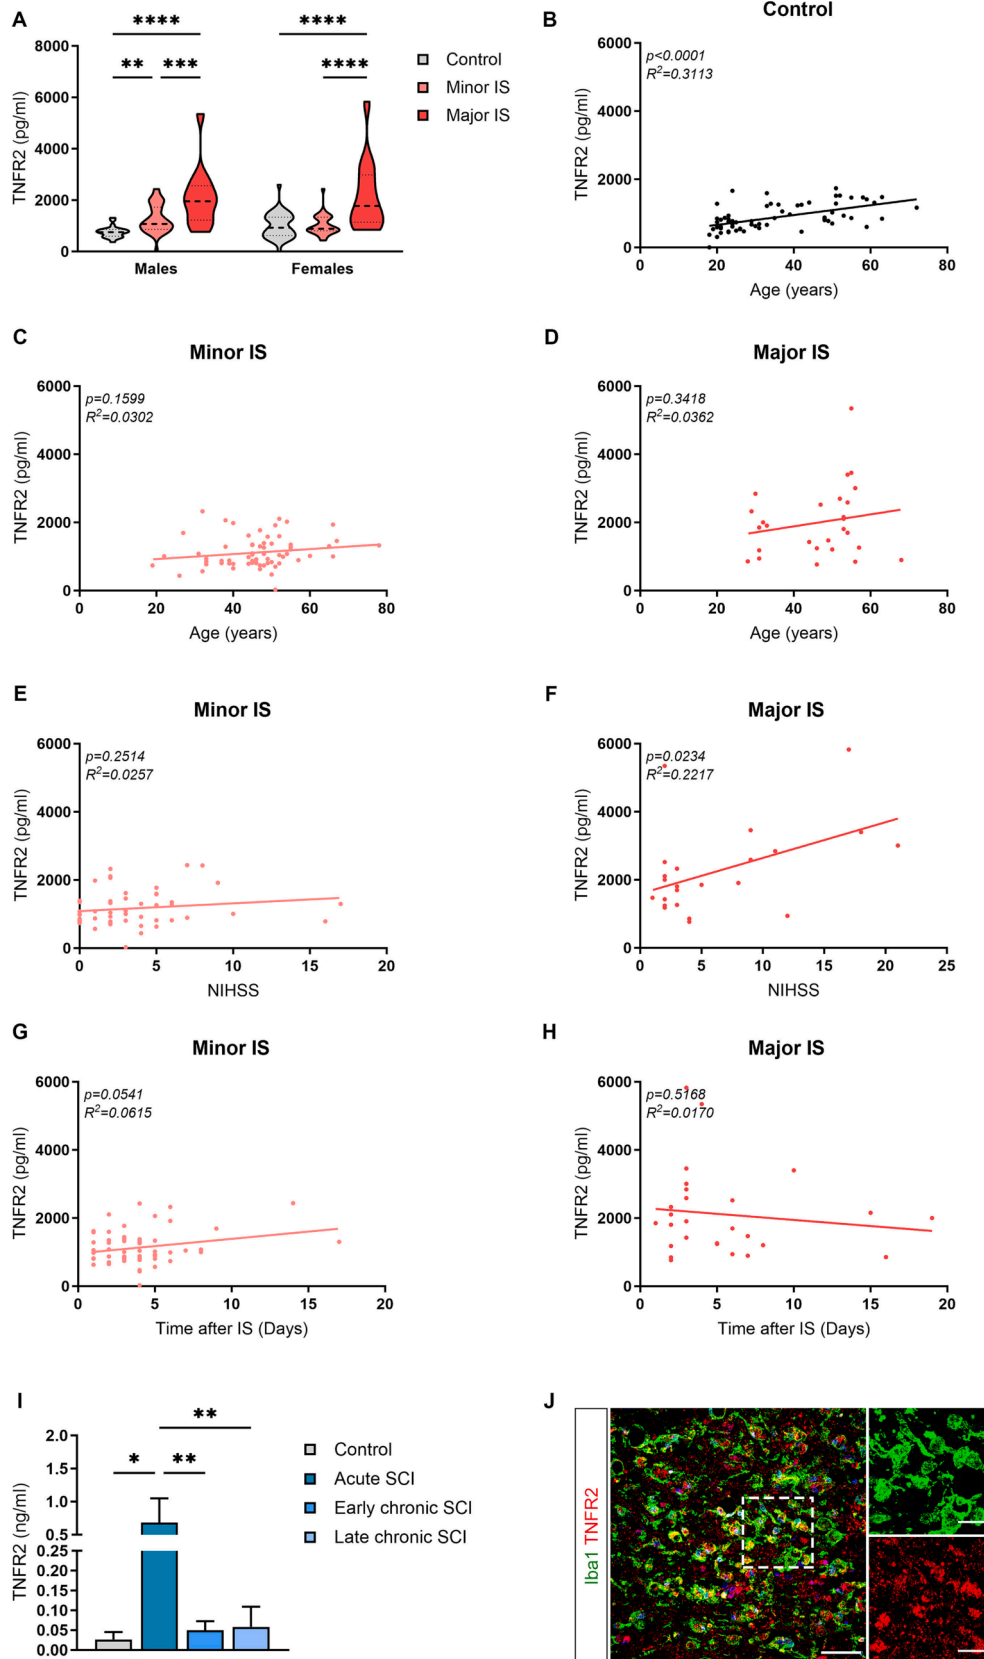 A
**** ****
** *** ****
8000
6000
4000
2000
0
TNFR2 (pg/ml)
Males Females
Control
Minor IS
Major IS
B
Control
p<0.0001
R²=0.3113
6000
4000
2000
0
TNFR2 (pg/ml)
0 20 40 60 80
Age (years)
C
Minor IS
p=0.1599
R²=0.0302
6000
4000
2000
0
TNFR2 (pg/ml)
0 20 40 60 80
Age (years)
D
Major IS
p=0.3418
R²=0.0362
6000
4000
2000
0
TNFR2 (pg/ml)
0 20 40 60 80
Age (years)
E
Minor IS
p=0.2514
R²=0.0257
6000
4000
2000
0
TNFR2 (pg/ml)
0 5 10 15 20
NIHSS
F
Major IS
p=0.0234
R²=0.2217
6000
4000
2000
0
TNFR2 (pg/ml)
0 5 10 15 20 25
NIHSS
G
Minor IS
p=0.0541
R²=0.0615
6000
4000
2000
0
TNFR2 (pg/ml)
0 5 10 15 20
Time after IS (Days)
H
Major IS
p=0.5168
R²=0.0170
6000
4000
2000
0
TNFR2 (pg/ml)
0 5 10 15 20
Time after IS (Days)
I
**
* **
2.0
1.5
1.0
0.5
0.25
0.20
0.15
0.10
0.05
0.00
TNFR2 (ng/ml)
Control
Acute SCI
Early chronic SCI
Late chronic SCI
J
Iba1 TNFR2